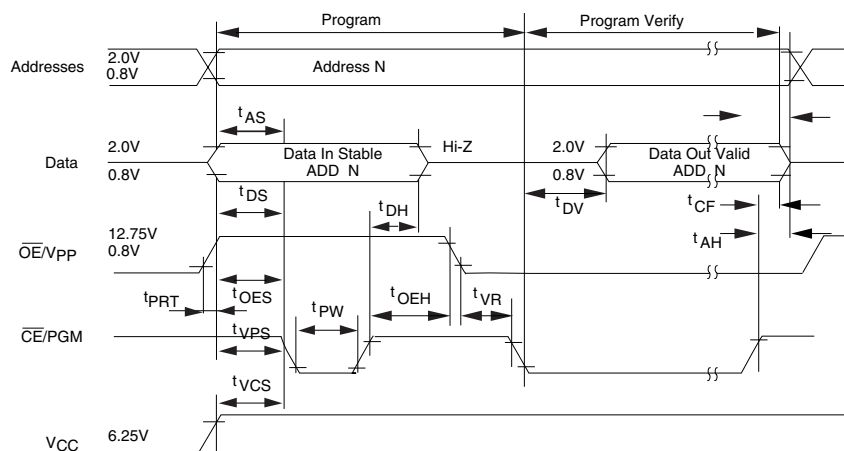 Program Program Verify
Addresses 2.0V 0.8V Address N
tAS
Data 2.0V 0.8V Data In Stable ADD N Hi-Z 2.0V 0.8V Data Out Valid ADD N
tDS tDH tDV tCF
OE/VPP 12.75V 0.8V tAH
tPRT tOES tPW tOEH tVR
CE/PGM tVPS
tVCS
VCC 6.25V